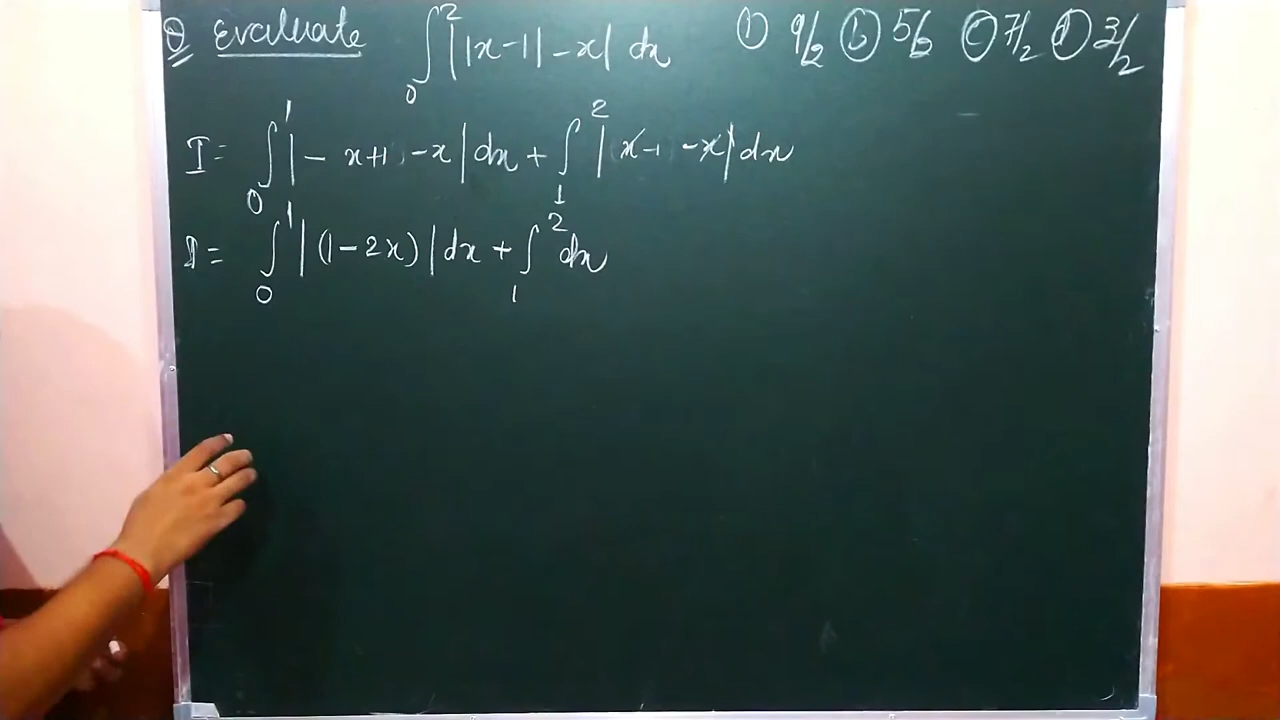 Q Evaluate ∫₀² ||x-1| -x| dx ① 9/2 ⓑ 5/6 ⓒ 7/2 ⓓ 3/2
I = ∫₀¹ |- x+1 -x| dx + ∫₁² |x-1 -x| dx
I = ∫₀¹ |(1-2x)| dx + ∫₁² dx